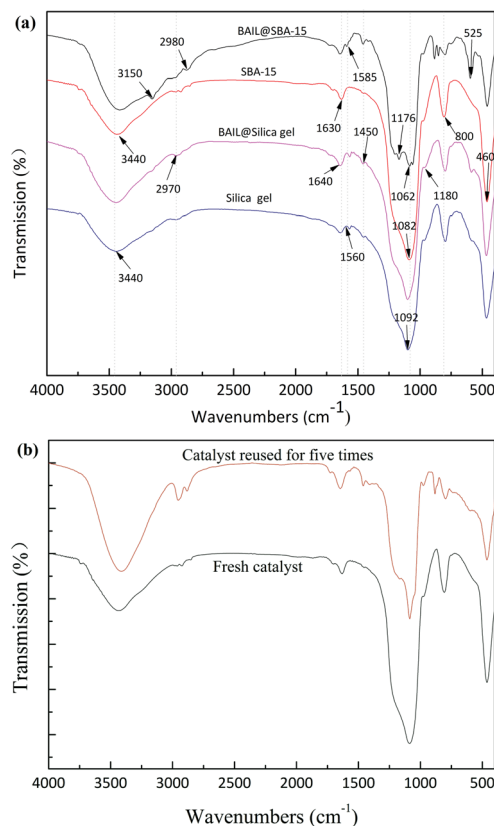 (a)
BAIL@SBA-15
2980
525
3150
1585
SBA-15
1630
1176
800
3440
BAIL@Silica gel
1450
460
2970
1640
1062
1180
Silica gel
1082
3440
1560
1092
Transmission (%)
4000 3500 3000 2500 2000 1500 1000 500
Wavenumbers (cm-1)
(b)
Catalyst reused for five times
Fresh catalyst
Transmission (%)
4000 3500 3000 2500 2000 1500 1000 500
Wavenumbers (cm-1)